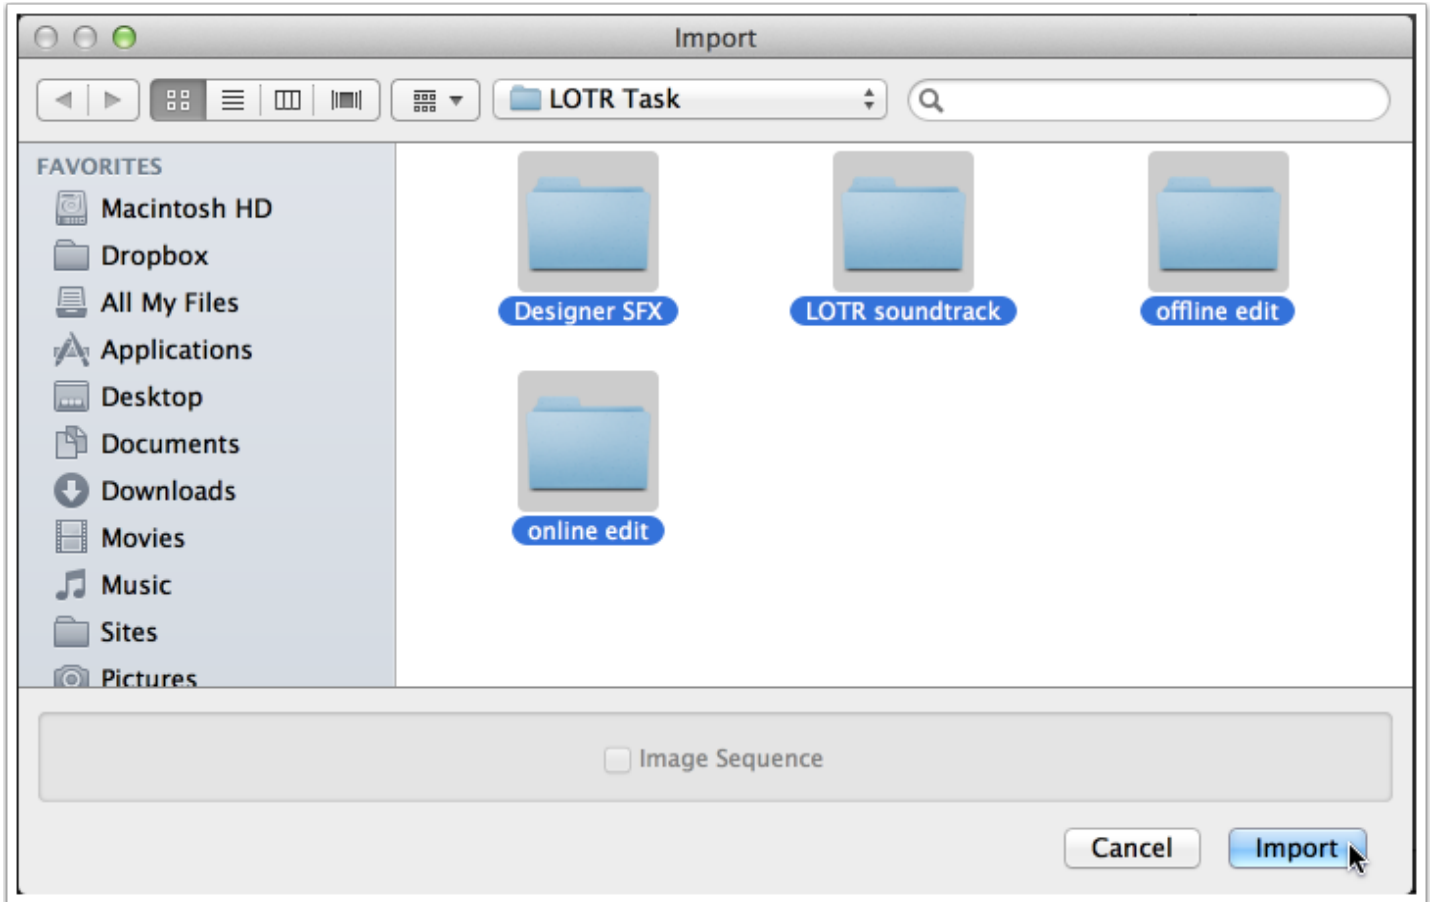 Import
LOTR Task
FAVORITES
Macintosh HD
Dropbox
All My Files
Applications
Desktop
Documents
Downloads
Movies
Music
Sites
Pictures
Designer SFX
LOTR soundtrack
offline edit
online edit
Image Sequence
Cancel
Import